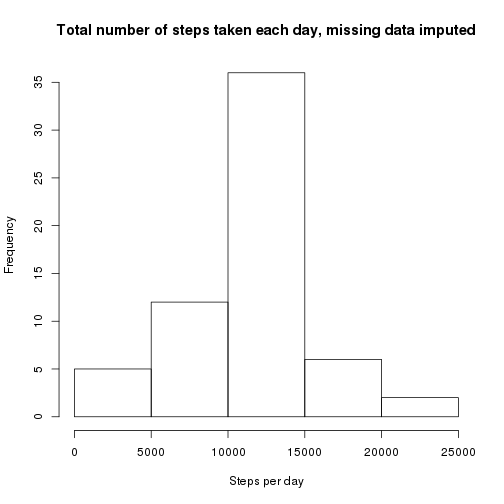 Total number of steps taken each day, missing data imputed
35
30
25
20
15
10
5
0
Frequency
0 5000 10000 15000 20000 25000
Steps per day